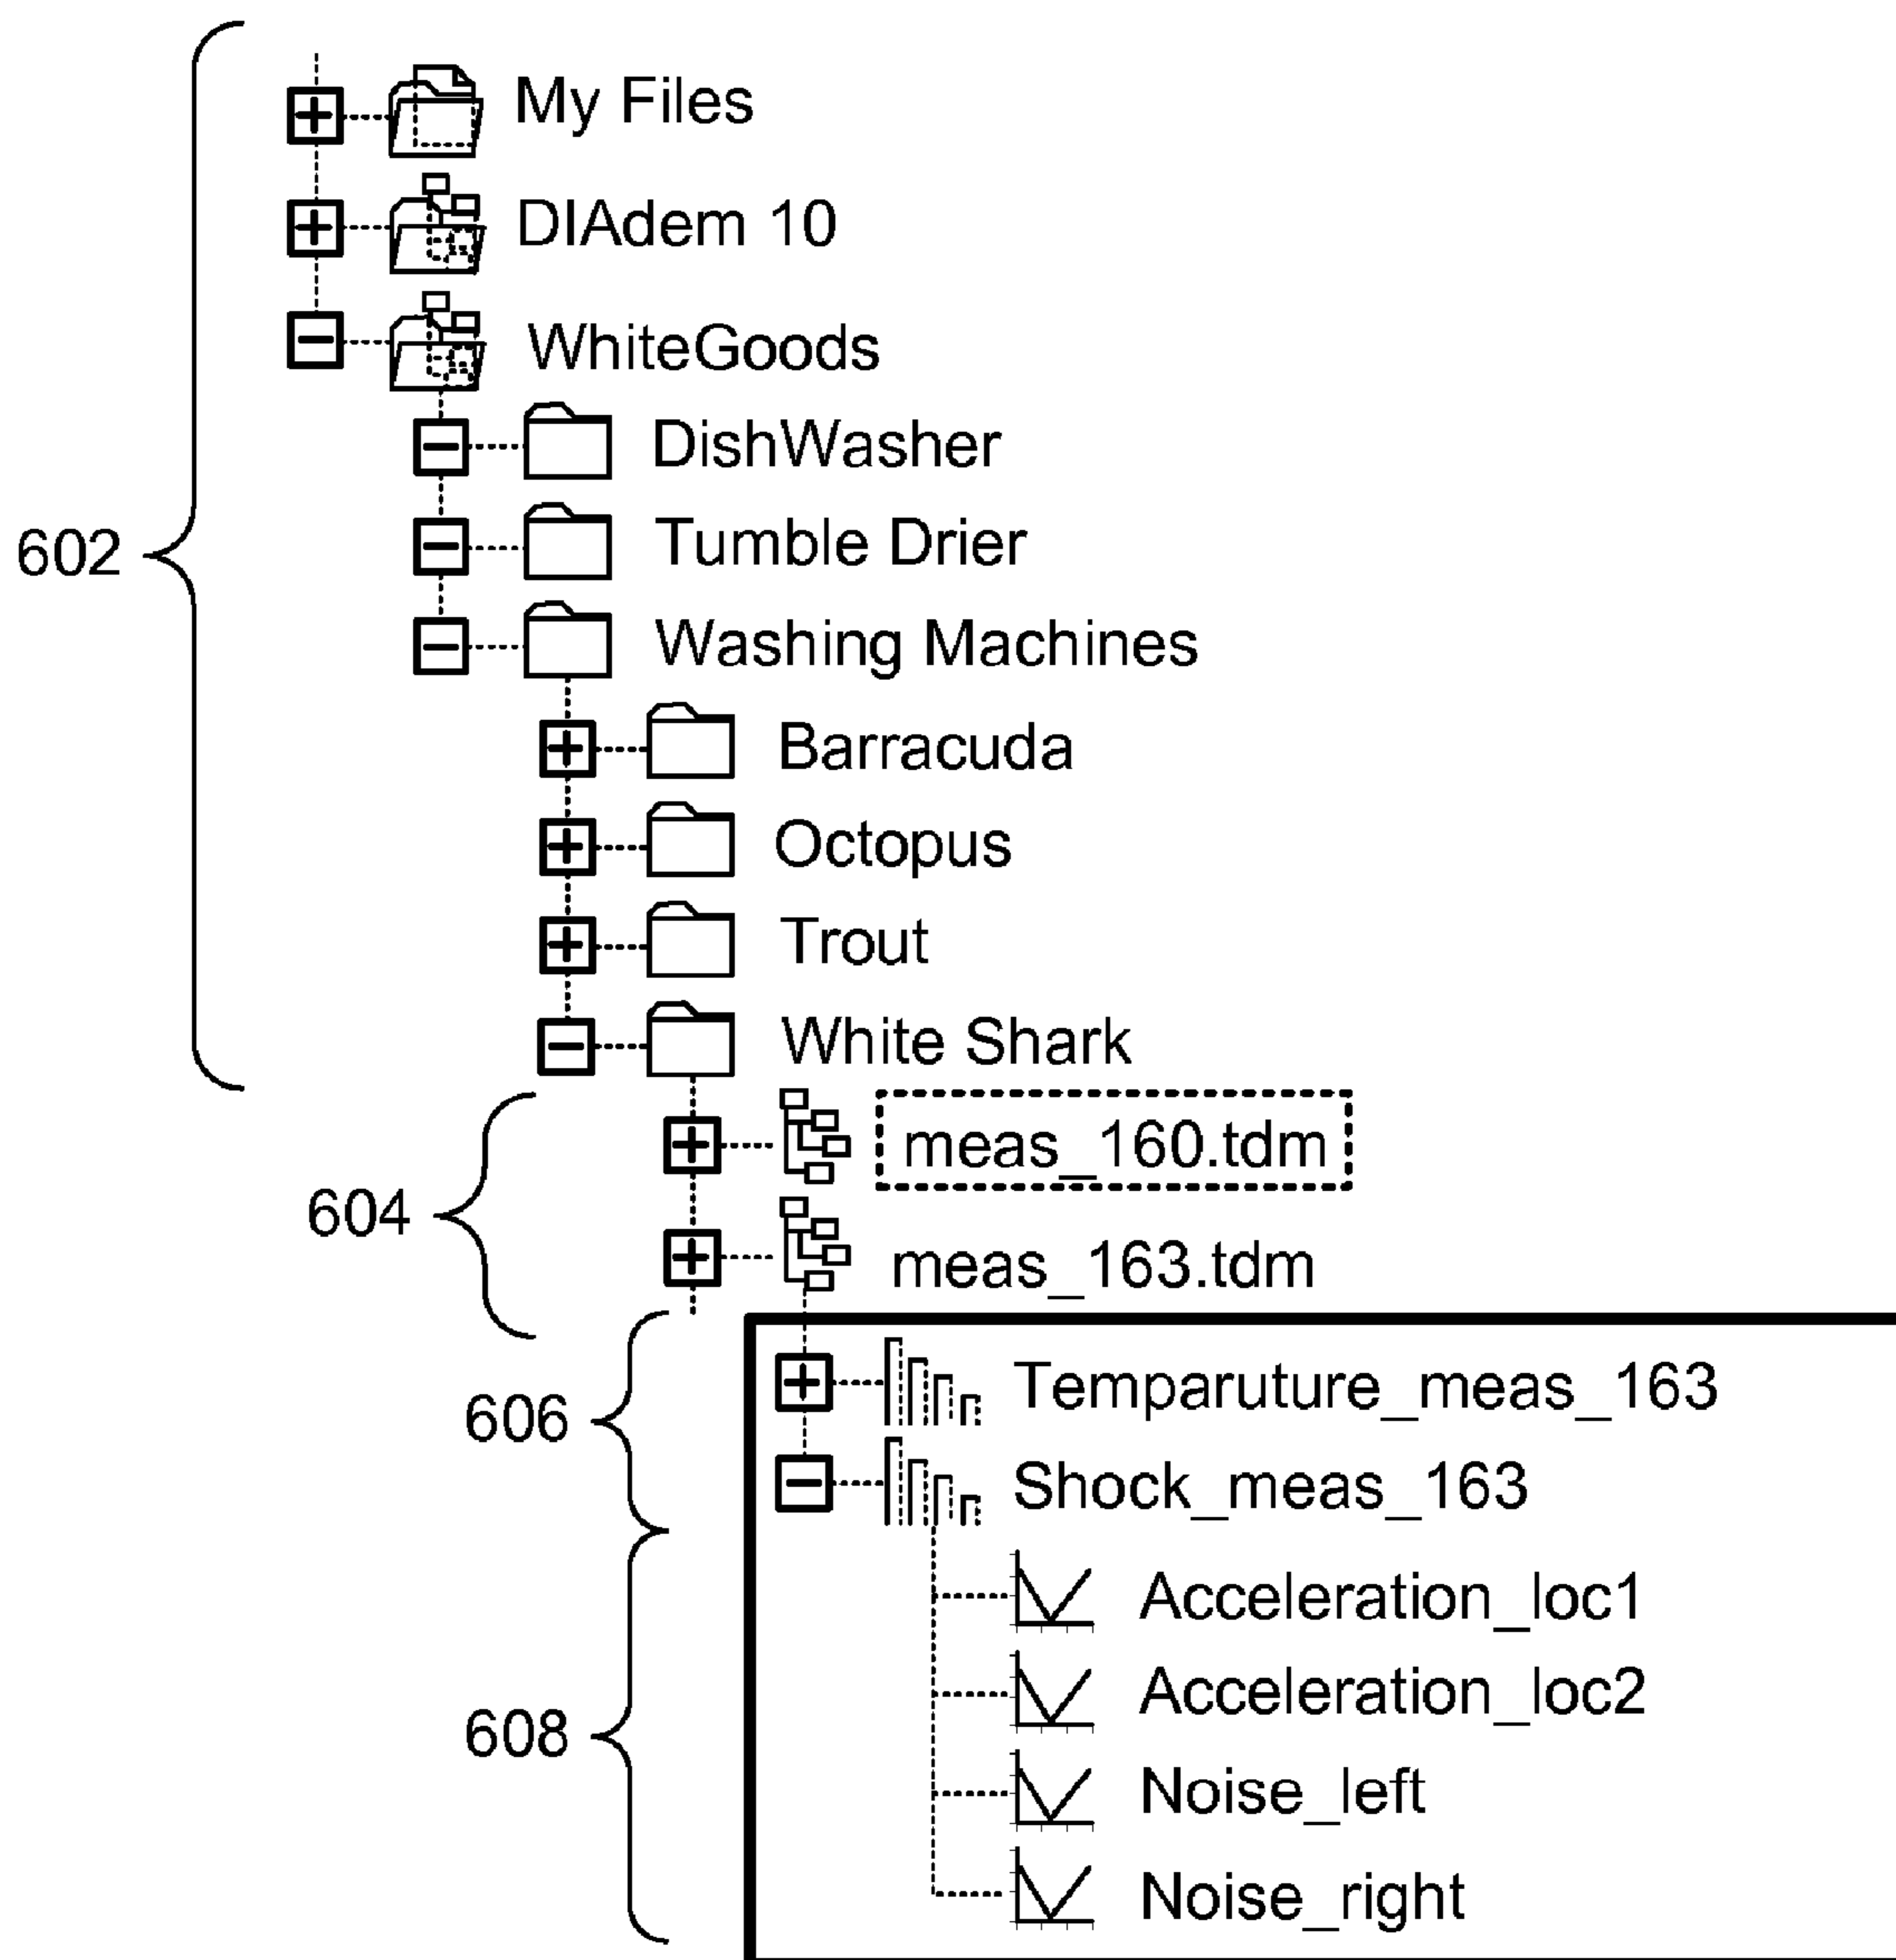 My Files
DIAdem 10
WhiteGoods
DishWasher
602
Tumble Drier
Washing Machines
Barracuda
Octopus
Trout
White Shark
meas_160.tdm
604
meas_163.tdm
Temparuture_meas_163
606
Shock_meas_163
Acceleration_loc1
Acceleration_loc2
608
Noise_left
Noise_right